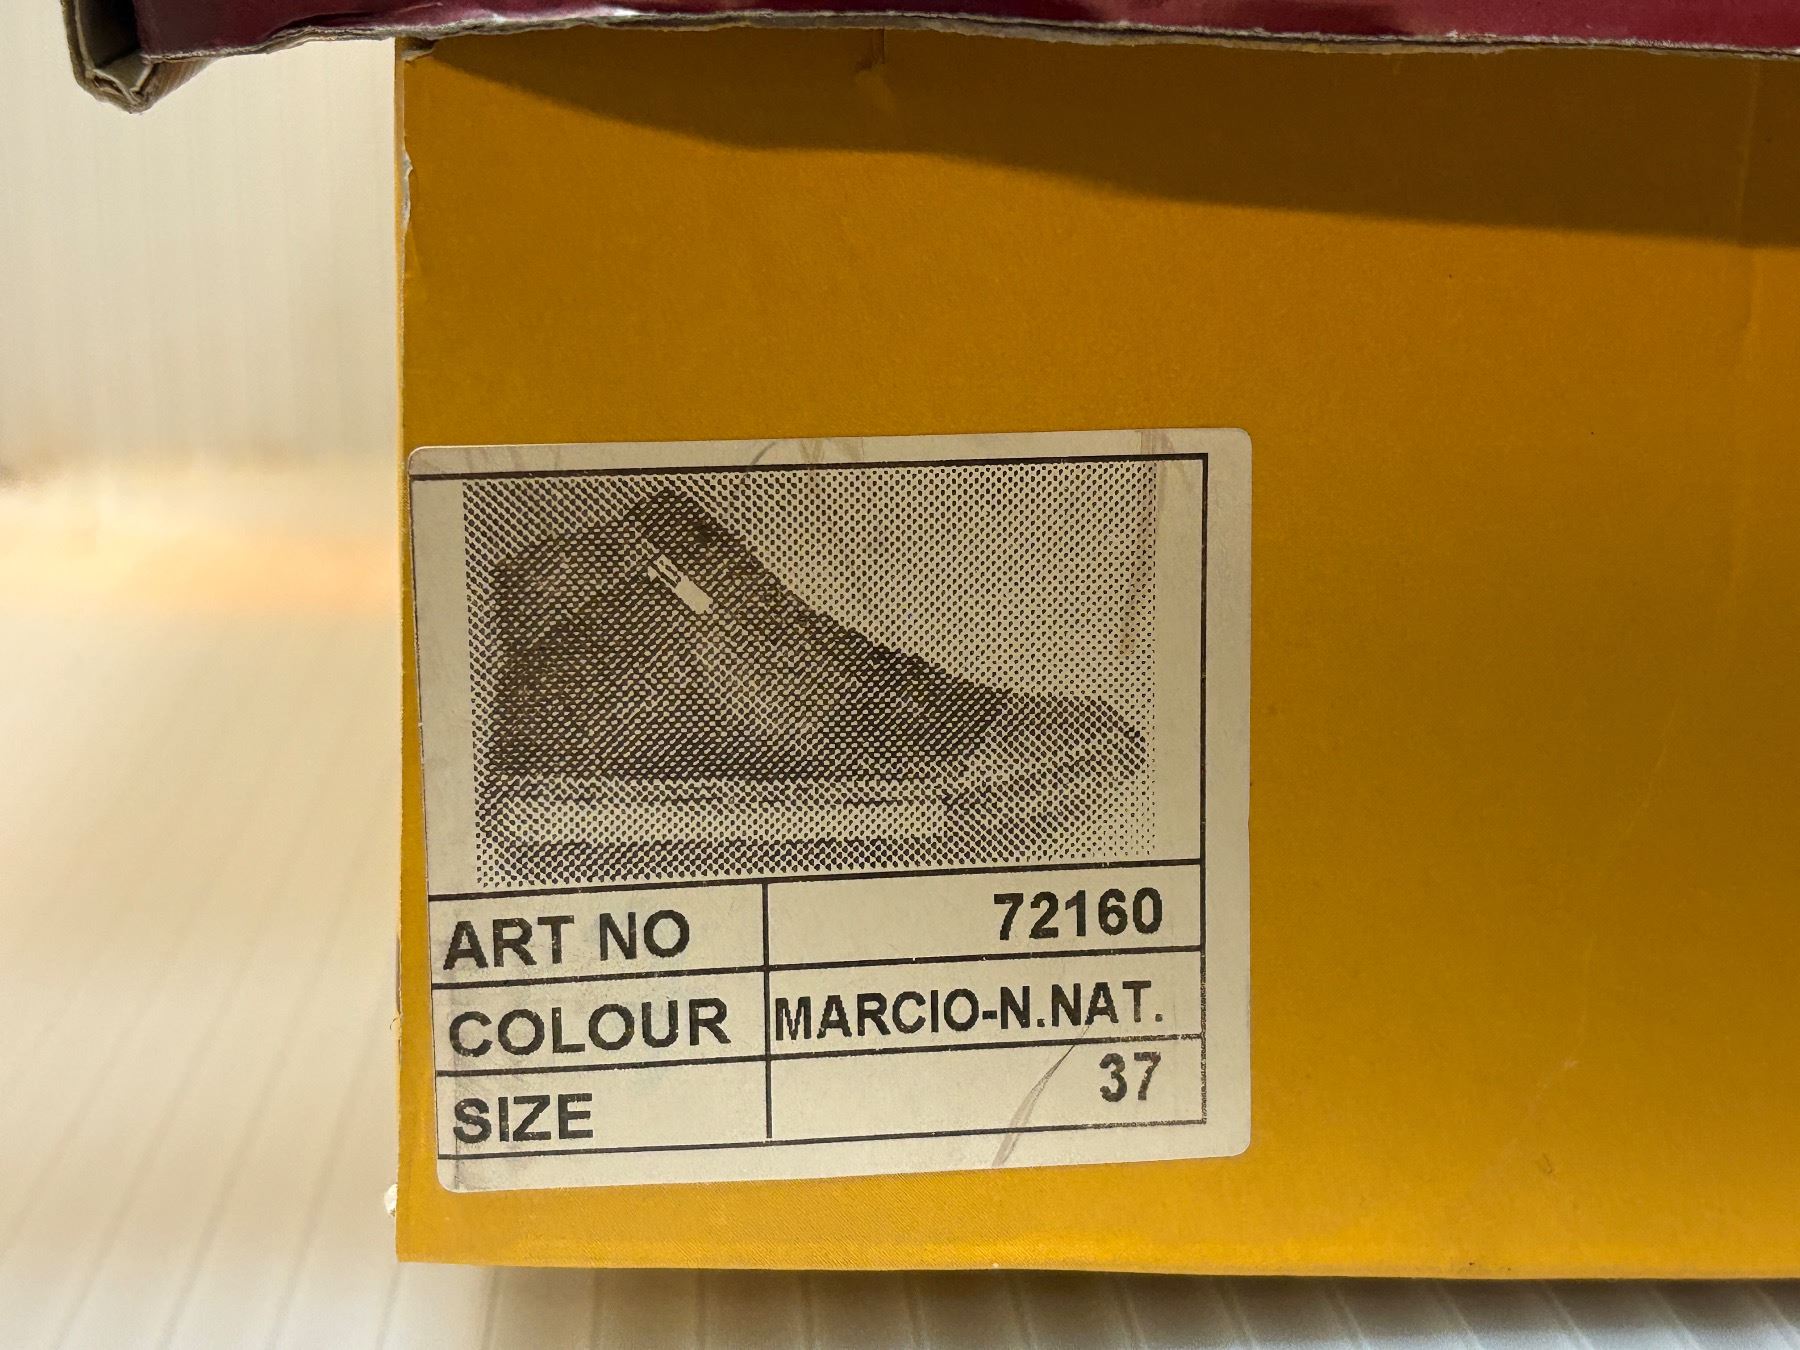 ART NO 72160
COLOUR MARCIO-N.NAT.
SIZE 37